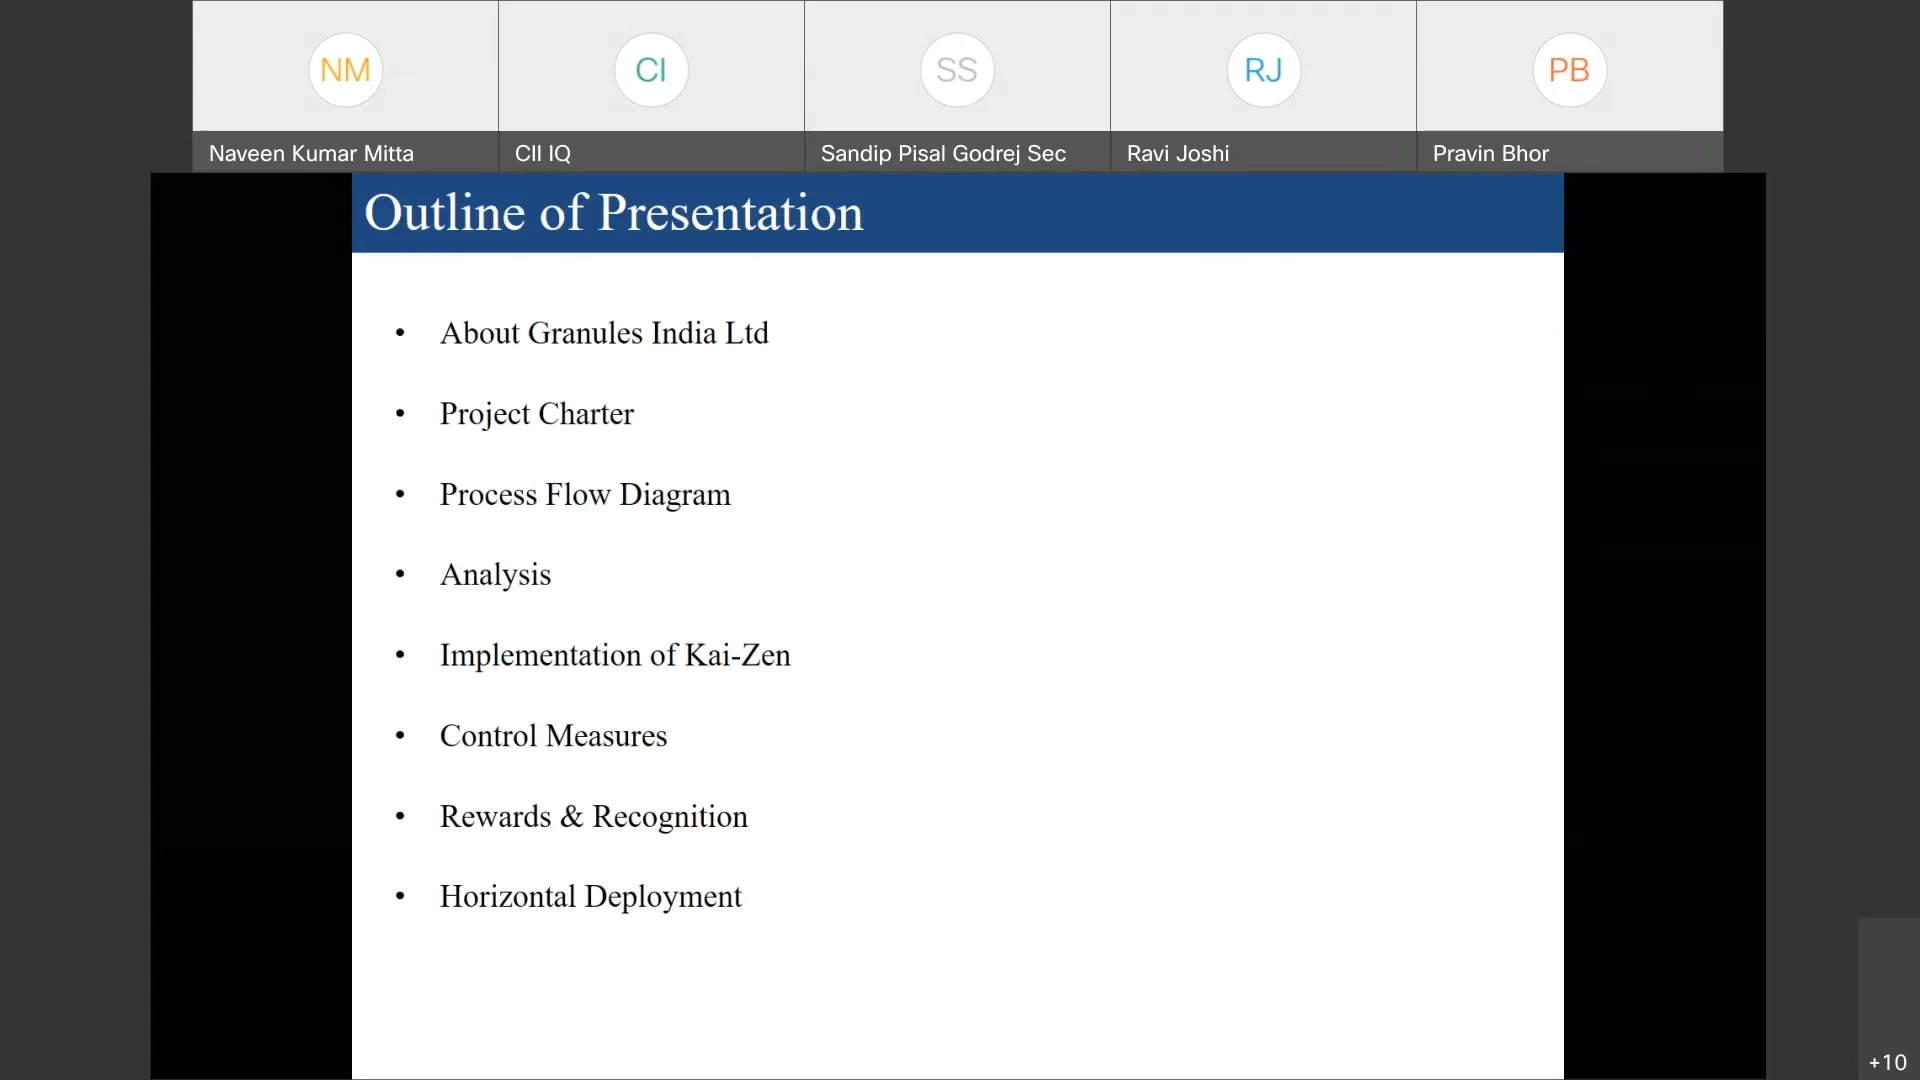 NM
CI
SS
RJ
PB
Naveen Kumar Mitta
CII IQ
Sandip Pisal Godrej Sec
Ravi Joshi
Pravin Bhor
Outline of Presentation
• About Granules India Ltd
• Project Charter
• Process Flow Diagram
• Analysis
• Implementation of Kai-Zen
• Control Measures
• Rewards & Recognition
• Horizontal Deployment
+10